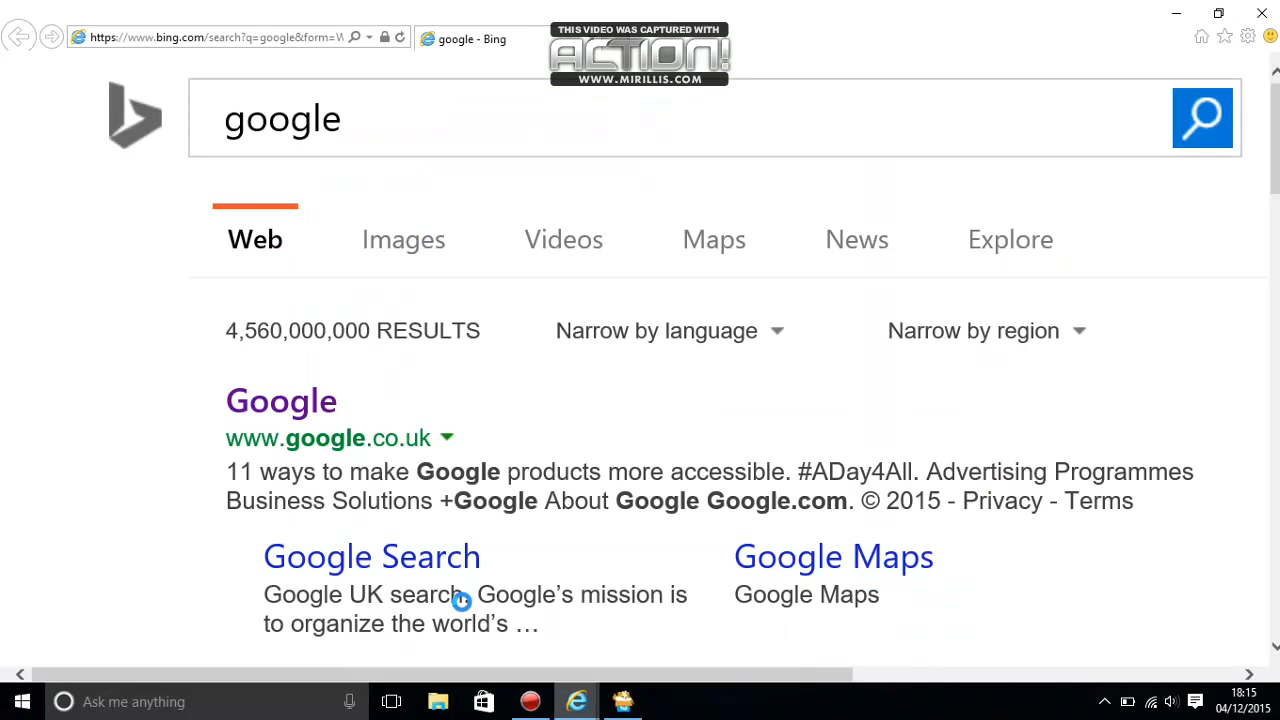 THIS VIDEO WAS CAPTURED WITH
ACTION!
WWW.MIRILLIS.COM
https://www.bing.com/search?q=google&form=W
google - Bing
google
Web Images Videos Maps News Explore
4,560,000,000 RESULTS Narrow by language Narrow by region
Google
www.google.co.uk
11 ways to make Google products more accessible. #ADay4All. Advertising Programmes
Business Solutions +Google About Google Google.com. © 2015 - Privacy - Terms
Google Search Google Maps
Google UK search. Google’s mission is Google Maps
to organize the world’s …
Ask me anything
18:15
04/12/2015